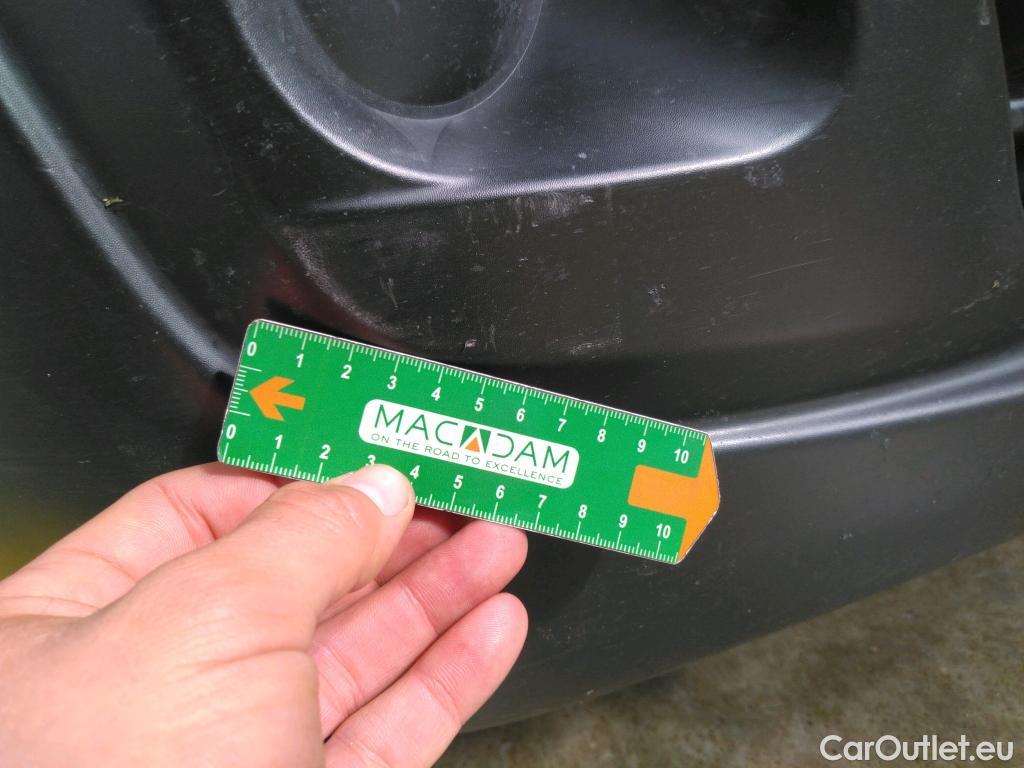 0 1 2 3 4 5 6 7 8 9 10
MACADAM
ON THE ROAD TO EXCELLENCE
0 1 2 3 4 5 6 7 8 9 10
CarOutlet.eu